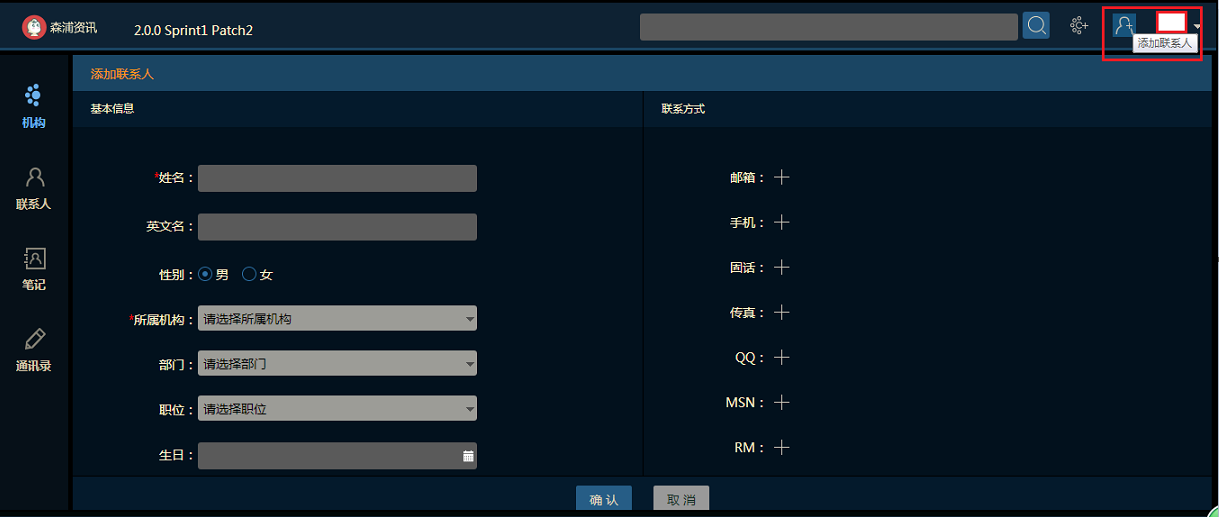 森浦资讯 2.0.0 Sprint1 Patch2
添加联系人
添加联系人
机构
联系人
笔记
通讯录
基本信息
*姓名：
英文名：
性别： 男 女
*所属机构： 请选择所属机构
部门： 请选择部门
职位： 请选择职位
生日：
联系方式
邮箱：
手机：
固话：
传真：
QQ：
MSN：
RM：
确 认 取 消